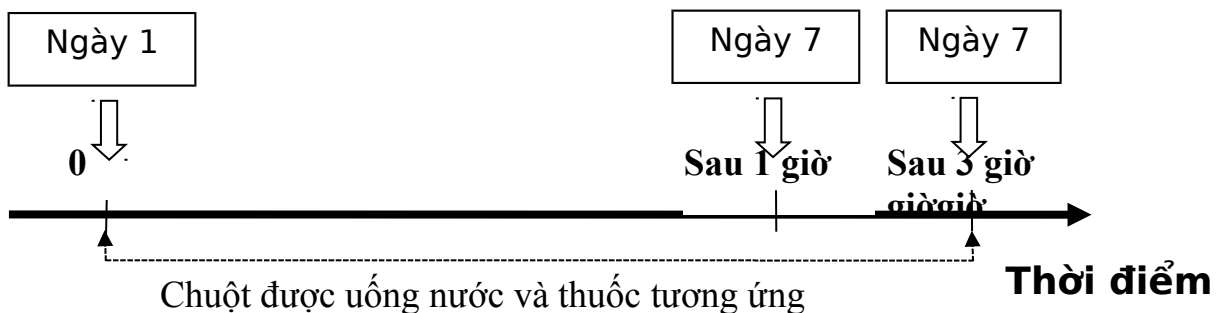 Ngày 1
Ngày 7
Ngày 7
0
Sau 1 giờ
Sau 3 giờ
giờgiờ
Thời điểm
Chuột được uống nước và thuốc tương ứng